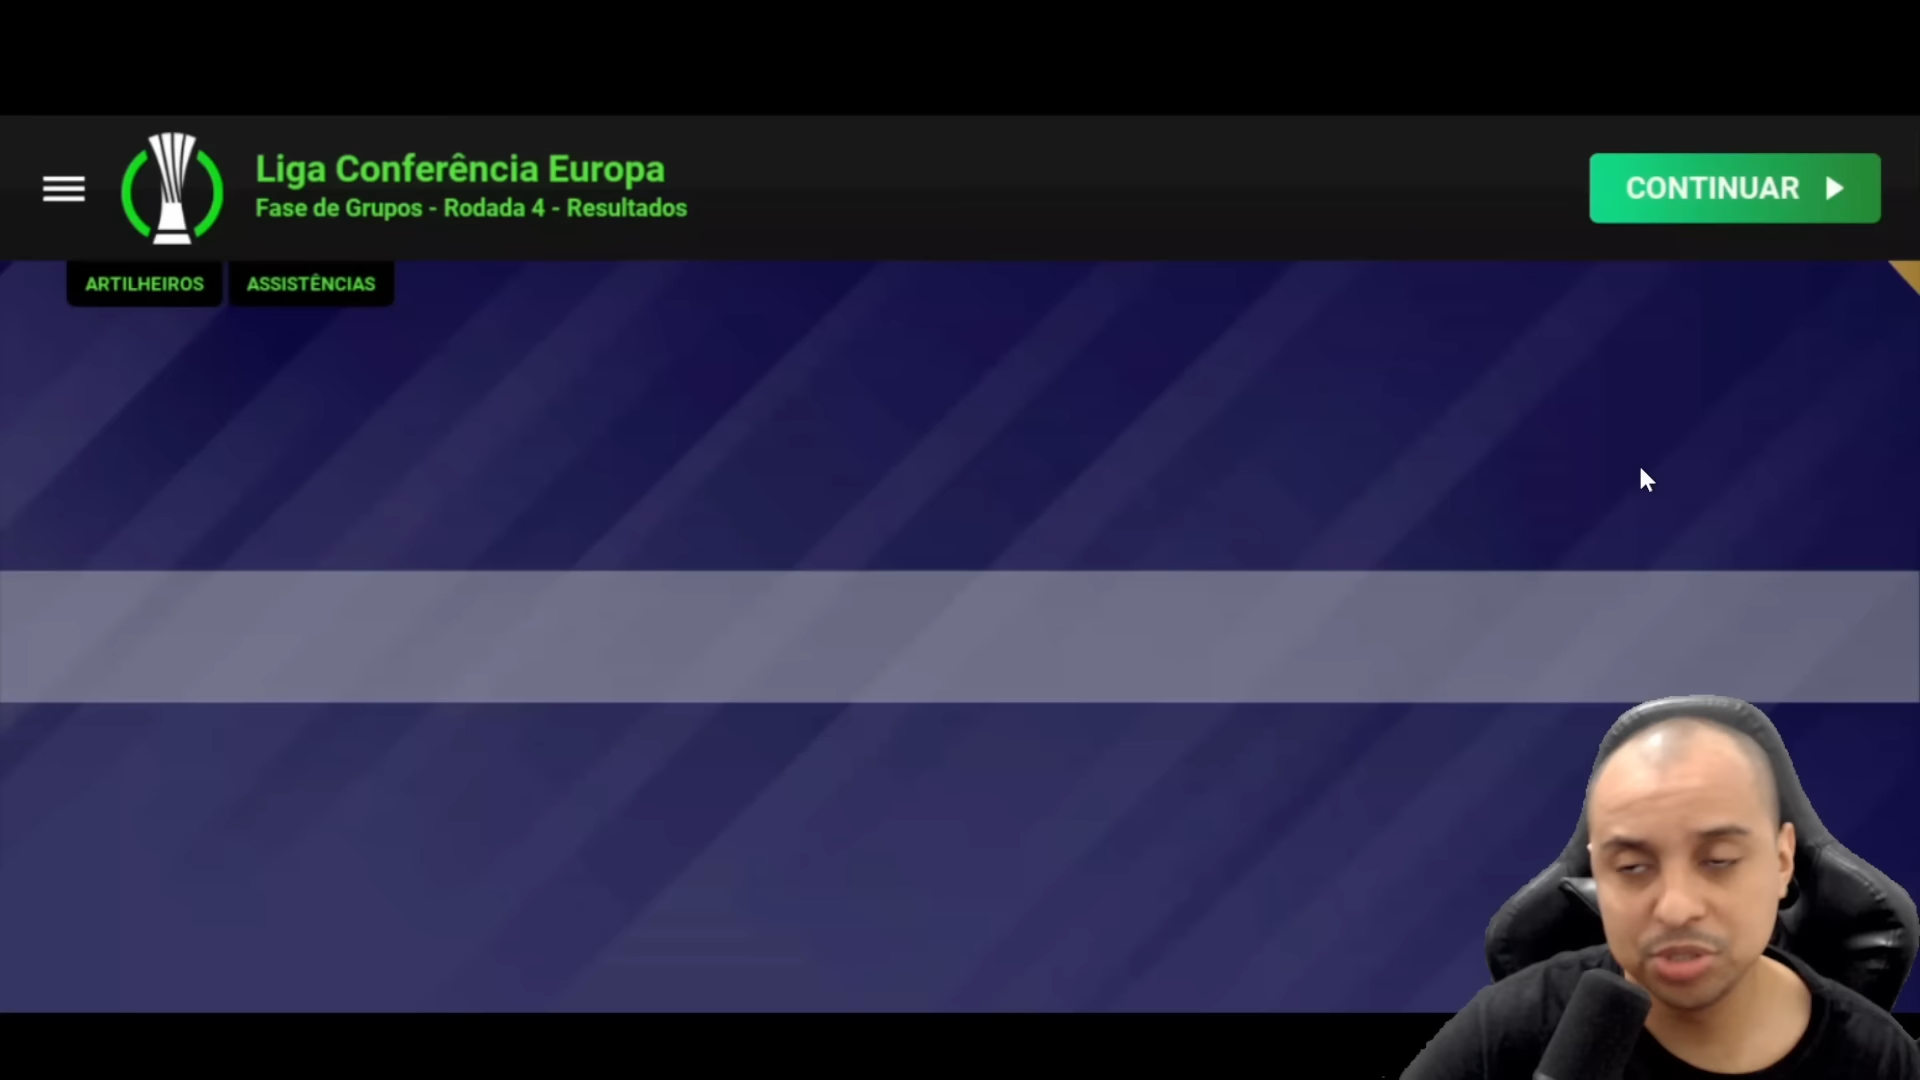 Liga Conferência Europa
Fase de Grupos - Rodada 4 - Resultados
CONTINUAR
ARTILHEIROS
ASSISTÊNCIAS